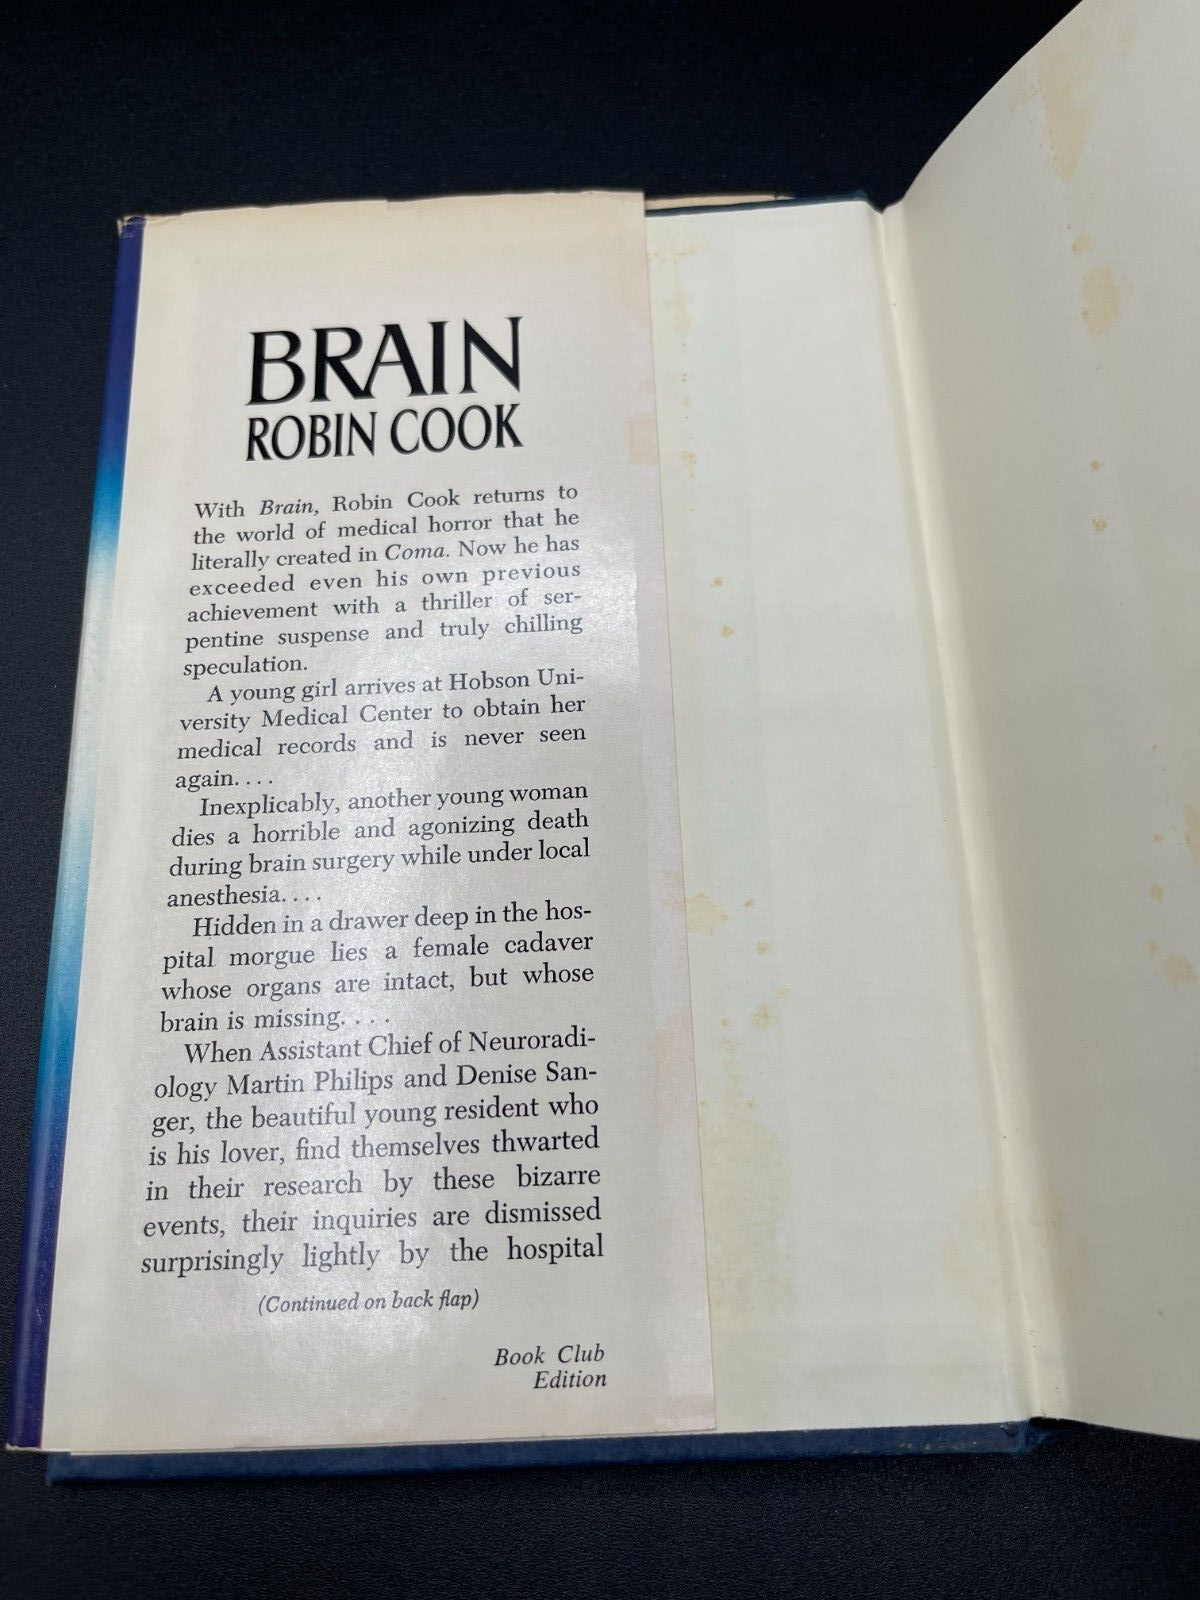 BRAIN
ROBIN COOK
With Brain, Robin Cook returns to
the world of medical horror that he
literally created in Coma. Now he has
exceeded even his own previous
achievement with a thriller of ser-
pentine suspense and truly chilling
speculation.
A young girl arrives at Hobson Uni-
versity Medical Center to obtain her
medical records and is never seen
again. . . .
Inexplicably, another young woman
dies a horrible and agonizing death
during brain surgery while under local
anesthesia. . . .
Hidden in a drawer deep in the hos-
pital morgue lies a female cadaver
whose organs are intact, but whose
brain is missing. . . .
When Assistant Chief of Neuroradi-
ology Martin Philips and Denise San-
ger, the beautiful young resident who
is his lover, find themselves thwarted
in their research by these bizarre
events, their inquiries are dismissed
surprisingly lightly by the hospital
(Continued on back flap)
Book Club
Edition